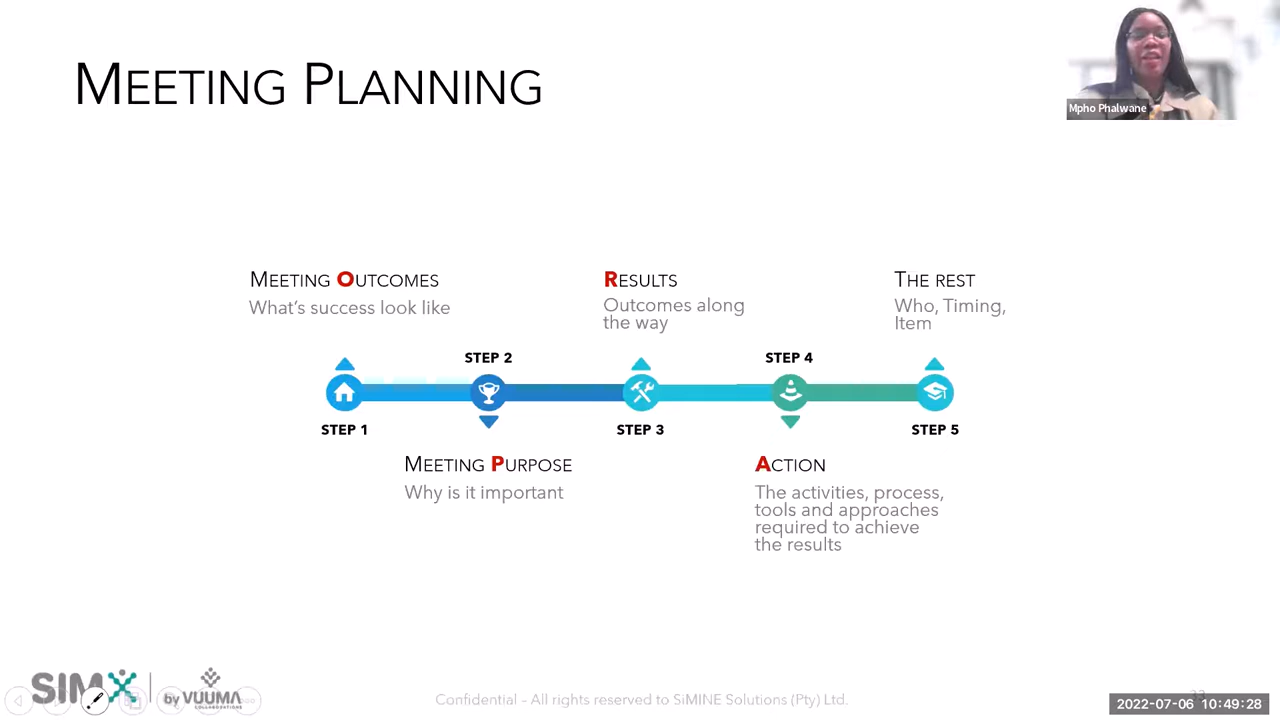 MEETING PLANNING
Mpho Phalwane
MEETING OUTCOMES
What's success look like
RESULTS
Outcomes along
the way
THE REST
Who, Timing,
Item
STEP 2
STEP 4
STEP 1
STEP 3
STEP 5
MEETING PURPOSE
Why is it important
ACTION
The activities, process,
tools and approaches
required to achieve
the results
SIMX
by VUUMA
COLLABORATIONS
Confidential – All rights reserved to SiMINE Solutions (Pty) Ltd.
2022-07-06 10:49:28